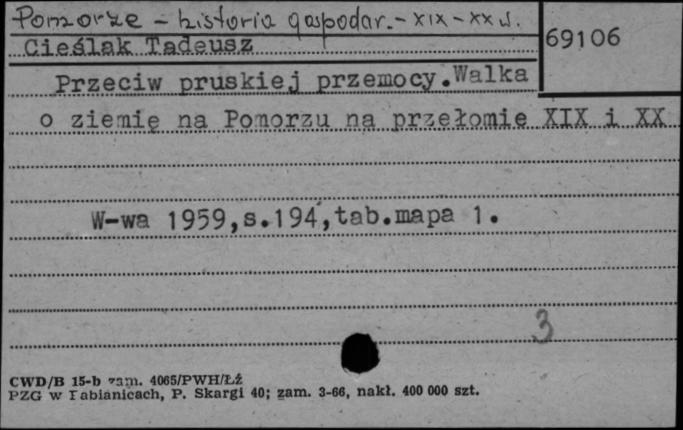 Pomorze - historia gospodar. - XIX - XX w.
Cieślak Tadeusz
69106
Przeciw pruskiej przemocy. Walka
o ziemię na Pomorzu na przełomie XIX i XX
W-wa 1959, s. 194, tab. mapa 1.
3
CWD/B 15-b zam. 4065/PWH/Łź
PZG w Pabianicach, P. Skargi 40; zam. 3-66, nakł. 400 000 szt.